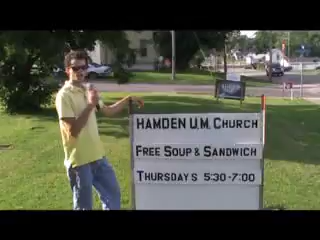 HAMDEN U.M. CHURCH
FREE SOUP & SANDWICH
THURSDAYS 5:30-7:00